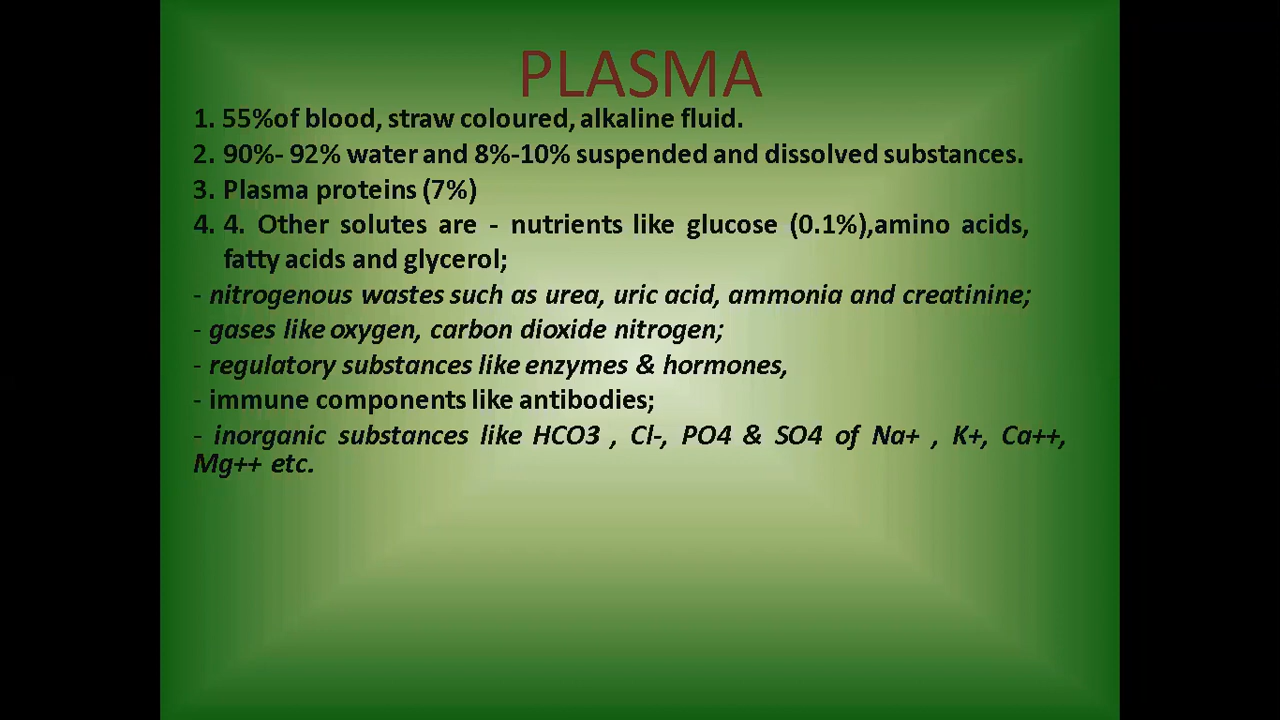 PLASMA
1. 55%of blood, straw coloured, alkaline fluid.
2. 90%- 92% water and 8%-10% suspended and dissolved substances.
3. Plasma proteins (7%)
4. 4. Other solutes are - nutrients like glucose (0.1%),amino acids,
fatty acids and glycerol;
- nitrogenous wastes such as urea, uric acid, ammonia and creatinine;
- gases like oxygen, carbon dioxide nitrogen;
- regulatory substances like enzymes & hormones,
- immune components like antibodies;
- inorganic substances like HCO3 , Cl-, PO4 & SO4 of Na+ , K+, Ca++,
Mg++ etc.